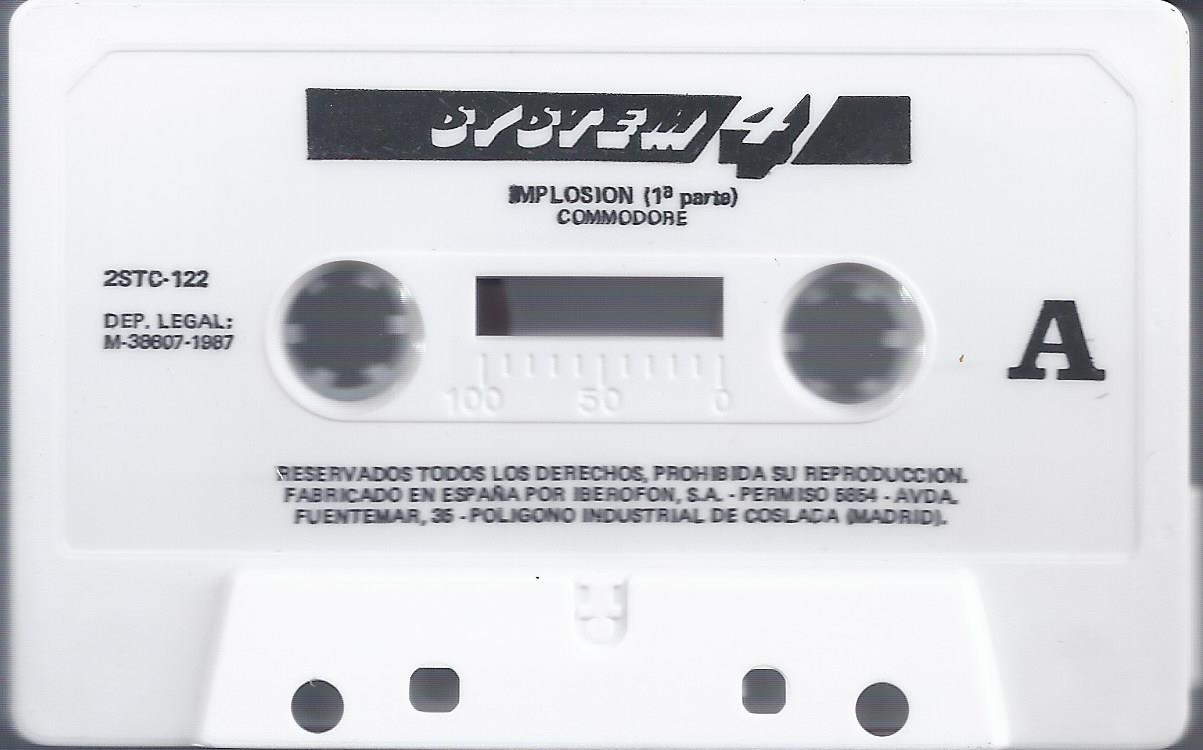 SYSTEM 4
IMPLOSION (1ª parte)
COMMODORE
2STC-122
DEP. LEGAL:
M-38607-1987
A
100 50 0
RESERVADOS TODOS LOS DERECHOS, PROHIBIDA SU REPRODUCCION.
FABRICADO EN ESPAÑA POR IBEROFON, S.A. - PERMISO 5654 - AVDA.
FUENTEMAR, 35 - POLIGONO INDUSTRIAL DE COSLADA (MADRID).